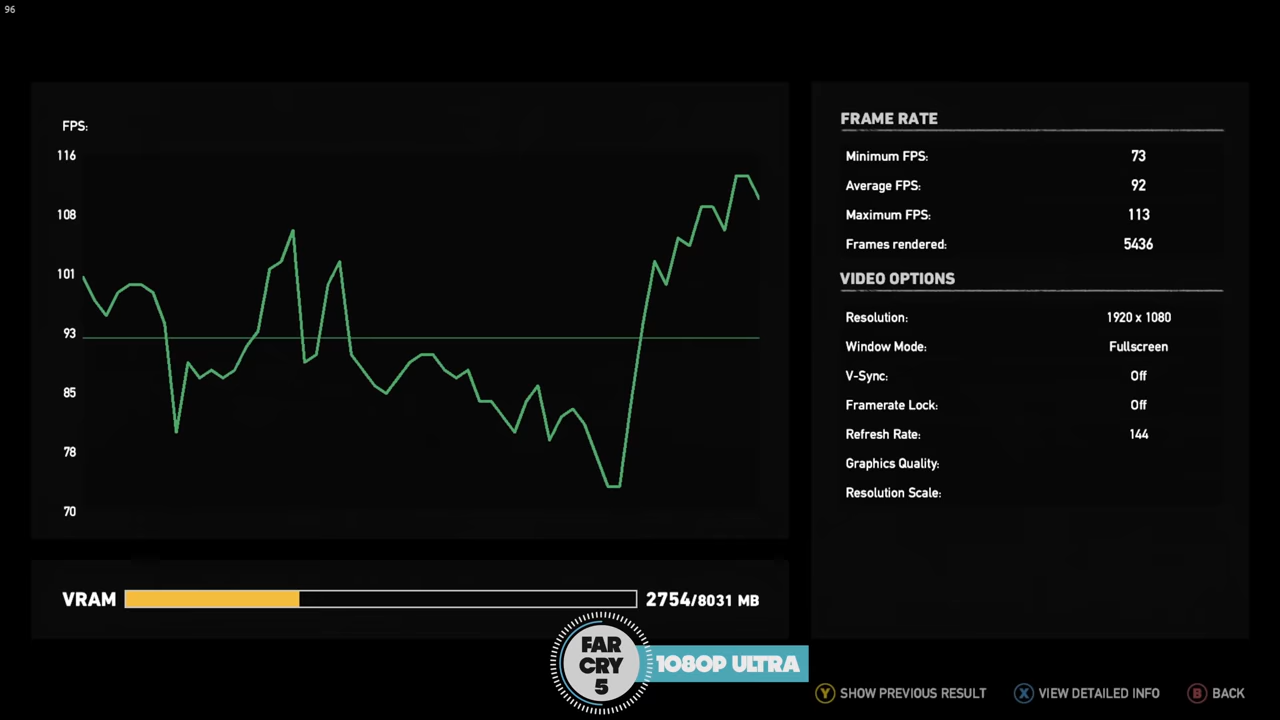 96
FPS:
116
108
101
93
85
78
70
VRAM 2754/8031 MB
FRAME RATE
Minimum FPS: 73
Average FPS: 92
Maximum FPS: 113
Frames rendered: 5436
VIDEO OPTIONS
Resolution: 1920 x 1080
Window Mode: Fullscreen
V-Sync: Off
Framerate Lock: Off
Refresh Rate: 144
Graphics Quality:
Resolution Scale:
FAR
CRY
5
1080P ULTRA
Y SHOW PREVIOUS RESULT X VIEW DETAILED INFO B BACK